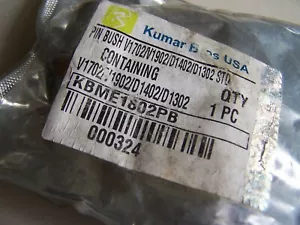 Kumar Bros USA
PIN BUSH V1702/V1902/D1402/D1302 STD.
CONTAINING
V1702/V1902/D1402/D1302
QTY
1 PC
KBME1802PB
000324